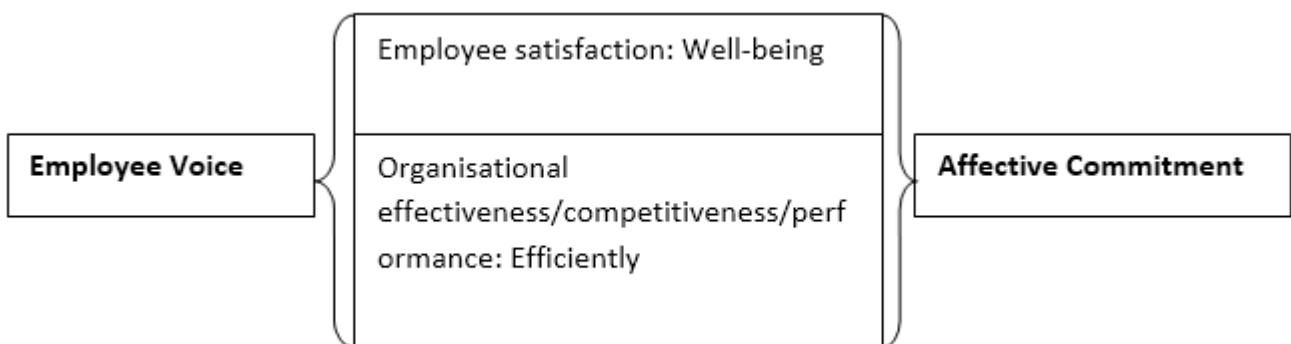 Employee satisfaction: Well-being
Employee Voice
Organisational
effectiveness/competitiveness/perf
ormance: Efficiently
Affective Commitment